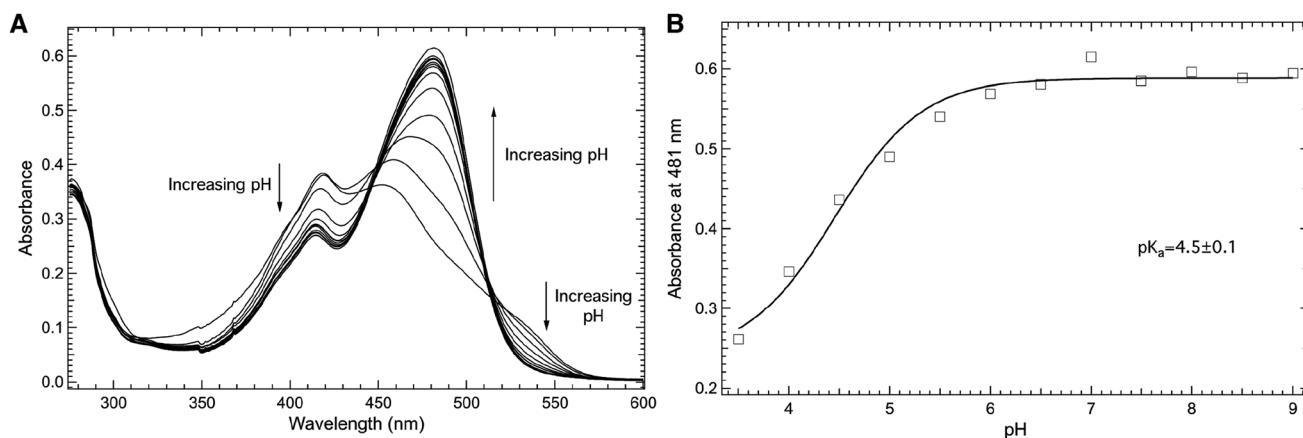 A
B
0.6
0.5
0.4
0.3
0.2
0.1
0.0
Absorbance
Increasing pH
Increasing pH
Increasing
pH
300
350
400
450
500
550
600
Wavelength (nm)
0.6
0.5
0.4
0.3
0.2
Absorbance at 481 nm
pKa=4.5±0.1
4
5
6
7
8
9
pH